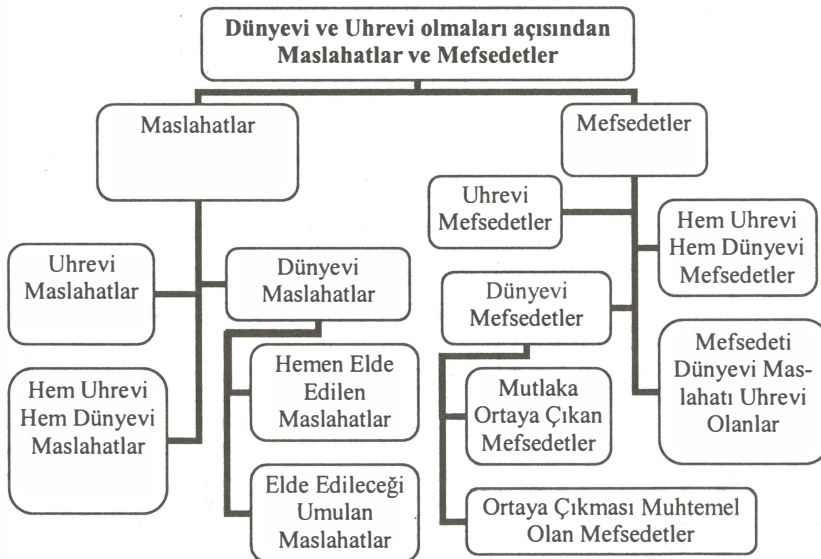 Dünyevi ve Uhrevi olmaları açısından
Maslahatlar ve Mefsedetler
Maslahatlar
Uhrevi
Maslahatlar
Hem Uhrevi
Hem Dünyevi
Maslahatlar
Dünyevi
Maslahatlar
Hemen Elde
Edilen
Maslahatlar
Elde Edileceği
Umulan
Maslahatlar
Mefsedetler
Uhrevi
Mefsedetler
Hem Uhrevi
Hem Dünyevi
Mefsedetler
Dünyevi
Mefsedetler
Mutlaka
Ortaya Çıkan
Mefsedetler
Ortaya Çıkması Muhtemel
Olan Mefsedetler
Mefsedeti
Dünyevi Mas-
lahatı Uhrevi
Olanlar